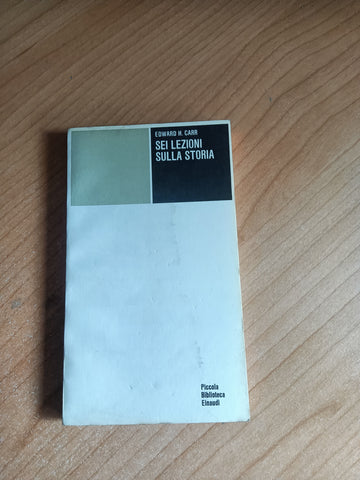 EDWARD H. CARR
SEI LEZIONI
SULLA STORIA
Piccola
Biblioteca
Einaudi